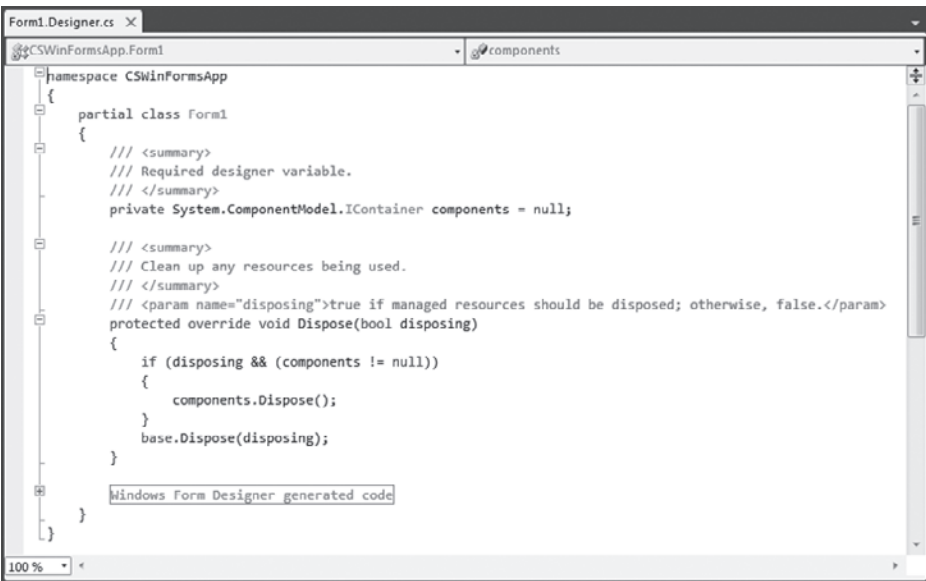 Form1.Designer.cs
CSWinFormsApp.Form1
components
namespace CSWinFormsApp
{
partial class Form1
{
/// <summary>
/// Required designer variable.
/// </summary>
private System.ComponentModel.IContainer components = null;
/// <summary>
/// Clean up any resources being used.
/// </summary>
/// <param name="disposing">true if managed resources should be disposed; otherwise, false.</param>
protected override void Dispose(bool disposing)
{
if (disposing && (components != null))
{
components.Dispose();
}
base.Dispose(disposing);
}
Windows Form Designer generated code
}
}
100 %